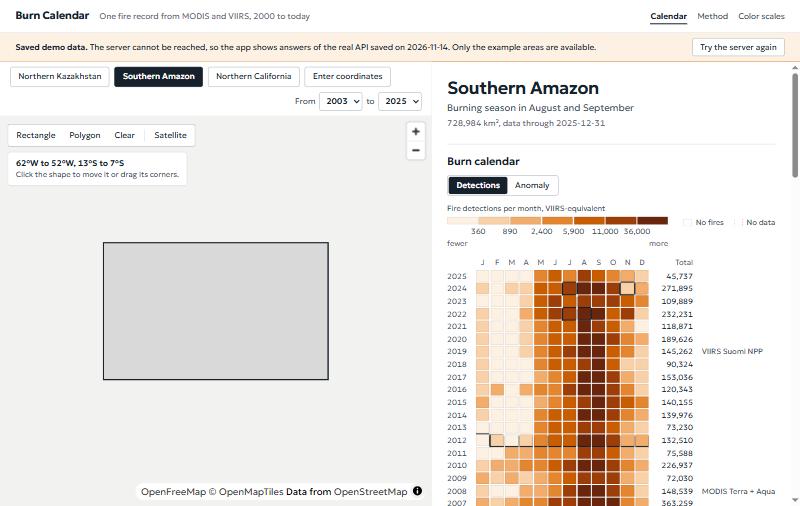 Burn Calendar One fire record from MODIS and VIIRS, 2000 to today Calendar Method Color scales
Saved demo data. The server cannot be reached, so the app shows answers of the real API saved on 2026-11-14. Only the example areas are available. Try the server again
Northern Kazakhstan Southern Amazon Northern California Enter coordinates
From 2003 to 2025
Rectangle Polygon Clear Satellite
+
−
62°W to 52°W, 13°S to 7°S
Click the shape to move it or drag its corners.
OpenFreeMap © OpenMapTiles Data from OpenStreetMap
Southern Amazon
Burning season in August and September
728,984 km², data through 2025-12-31
Burn calendar
Detections Anomaly
Fire detections per month, VIIRS-equivalent
No fires No data
360 890 2,400 5,900 11,000 36,000
fewer more
J F M A M J J A S O N D Total
2025 45,737
2024 271,895
2023 109,889
2022 232,231
2021 118,871
2020 189,626
2019 145,262 VIIRS Suomi NPP
2018 90,324
2017 153,036
2016 120,343
2015 140,155
2014 139,976
2013 73,230
2012 132,510
2011 75,588
2010 226,937
2009 72,030
2008 148,539 MODIS Terra + Aqua
2007 363,259